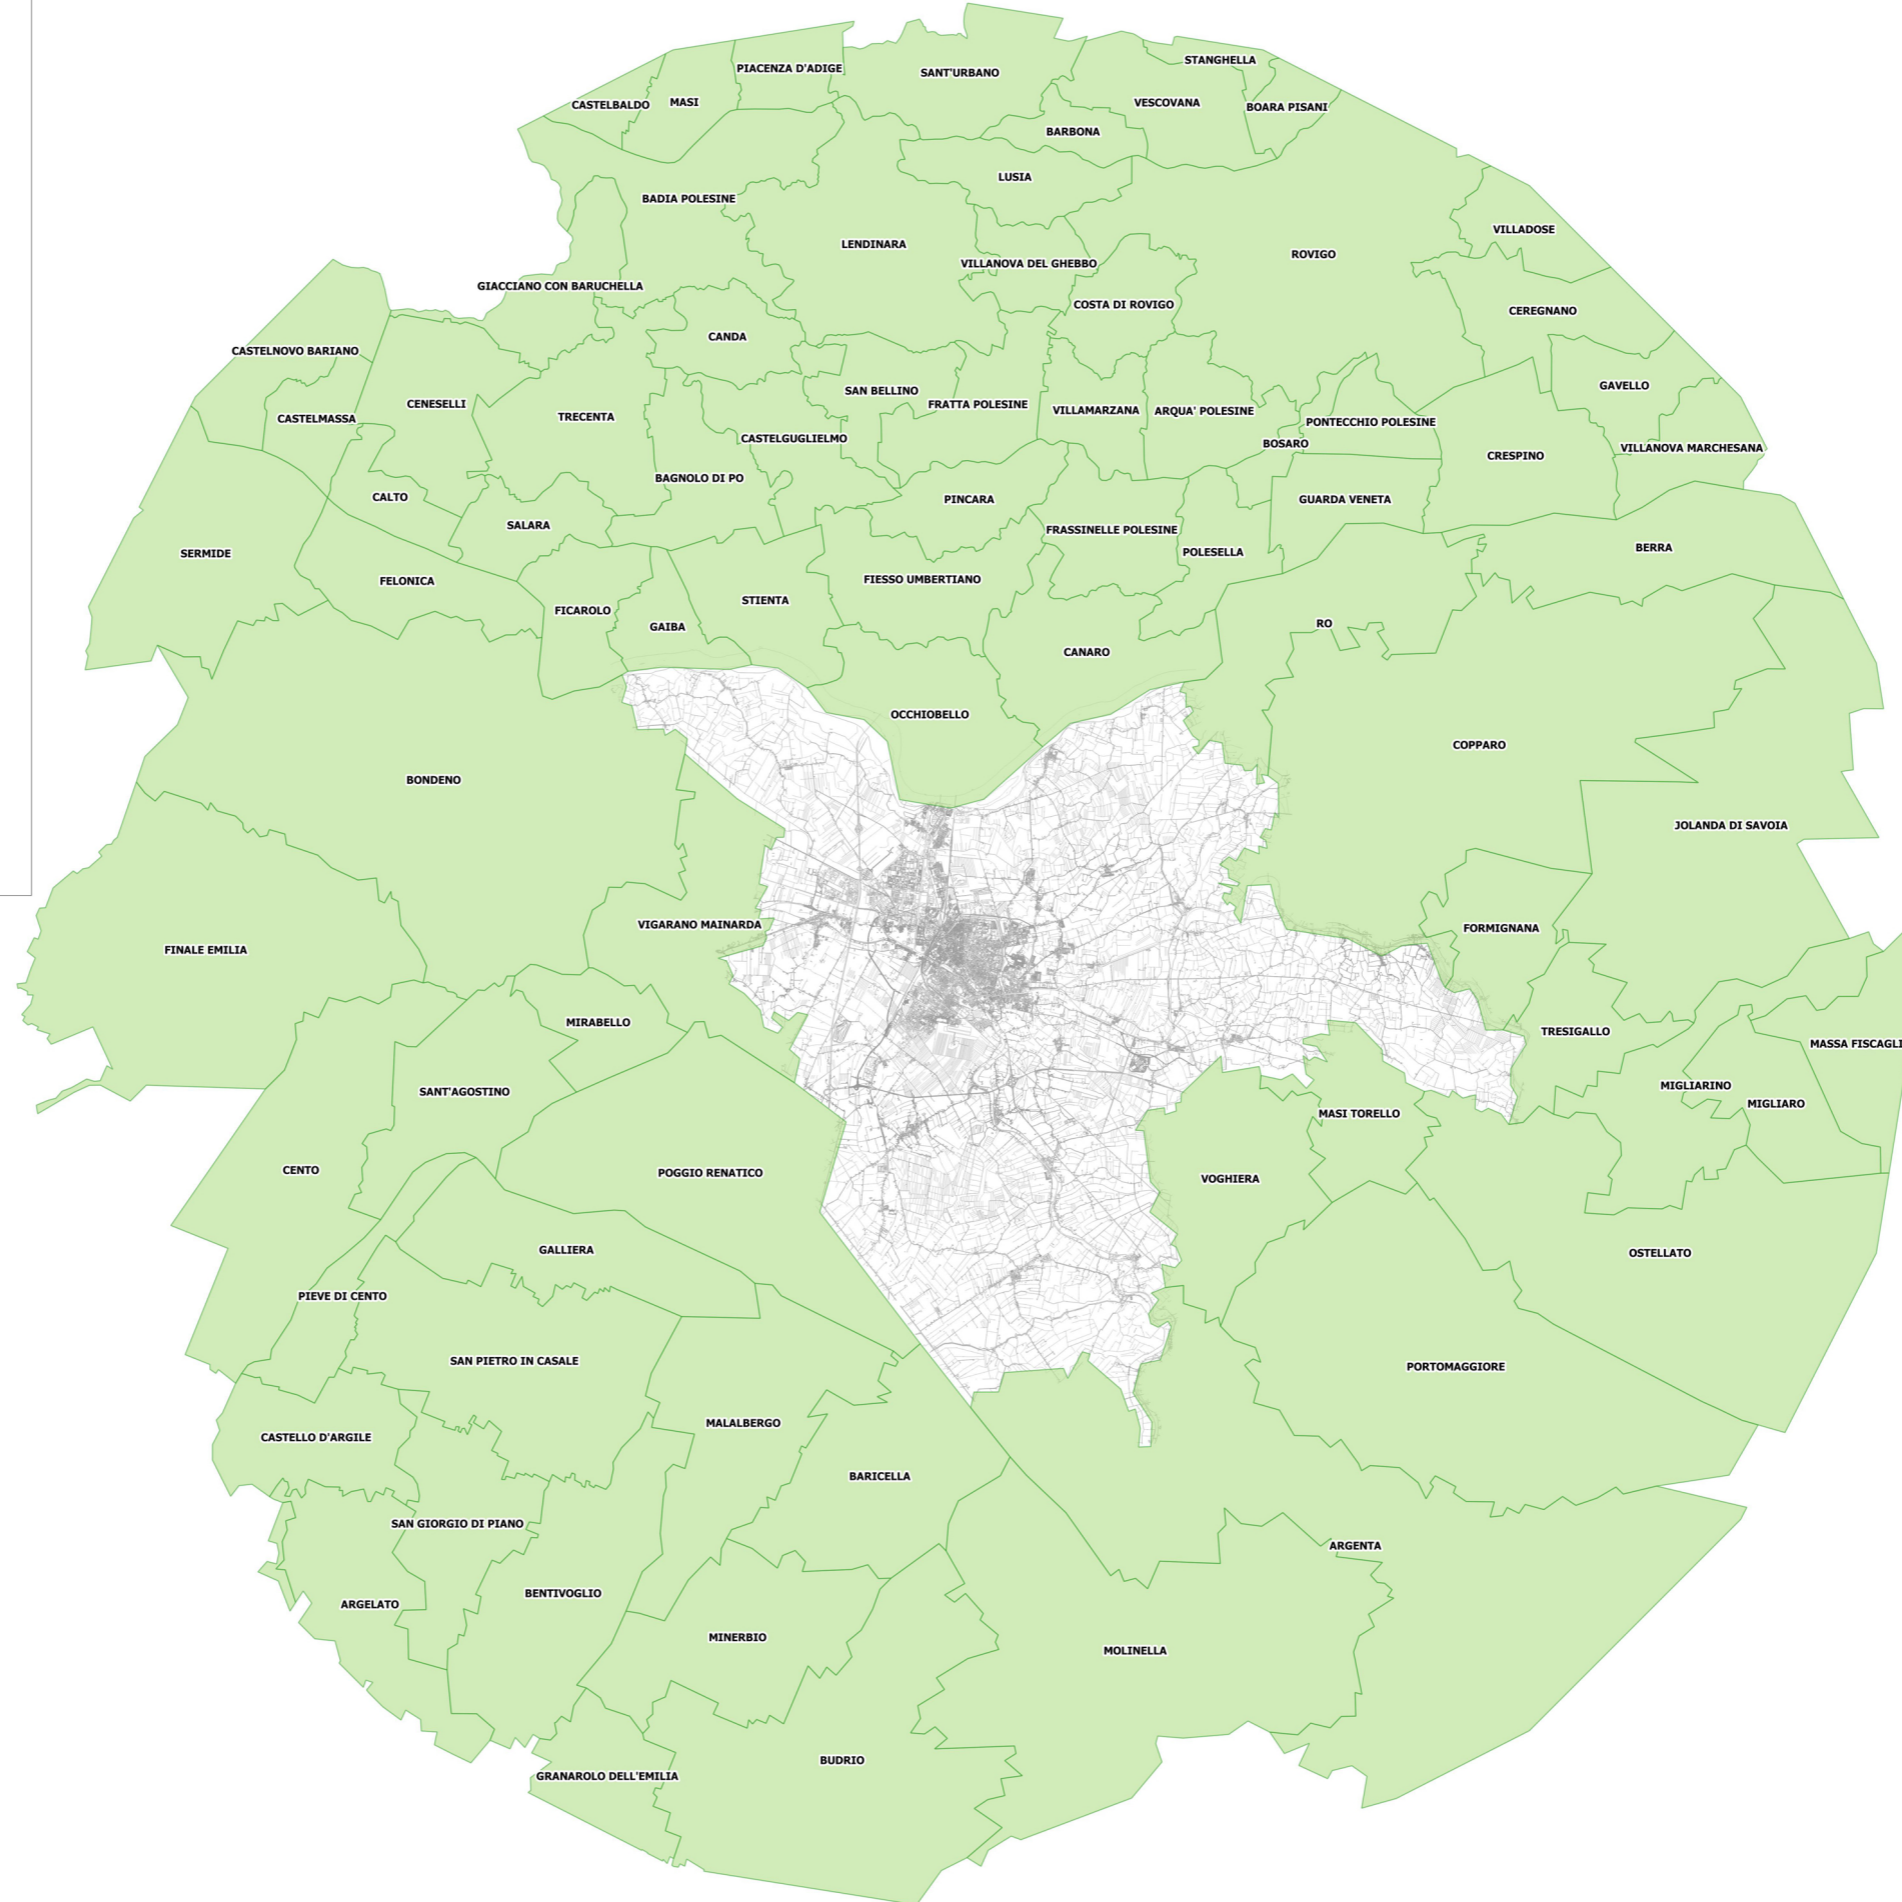 PIACENZA D'ADIGE
STANGHELLA
SANT'URBANO
CASTELBALDO
MASI
VESCOVANA
BOARA PISANI
BARBONA
LUSIA
BADIA POLESINE
VILLADOSE
LENDINARA
ROVIGO
VILLANOVA DEL GHEBBO
GIACCIANO CON BARUCHELLA
COSTA DI ROVIGO
CEREGNANO
CANDA
CASTELNOVO BARIANO
GAVELLO
SAN BELLINO
CENESELLI
FRATTA POLESINE
VILLAMARZANA
ARQUA' POLESINE
CASTELMASSA
TRECENTA
PONTECCHIO POLESINE
CASTELGUGLIELMO
BOSARO
VILLANOVA MARCHESANA
CRESPINO
BAGNOLO DI PO
CALTO
PINCARA
GUARDA VENETA
SALARA
FRASSINELLE POLESINE
BERRA
SERMIDE
POLESELLA
FELONICA
FIESSO UMBERTIANO
STIENTA
FICAROLO
RO
GAIBA
CANARO
OCCHIOBELLO
COPPARO
BONDENO
JOLANDA DI SAVOIA
VIGARANO MAINARDA
FORMIGNANA
FINALE EMILIA
MIRABELLO
TRESIGALLO
MASSA FISCAGLI
MIGLIARINO
SANT'AGOSTINO
MIGLIARO
MASI TORELLO
CENTO
POGGIO RENATICO
VOGHIERA
GALLIERA
OSTELLATO
PIEVE DI CENTO
SAN PIETRO IN CASALE
PORTOMAGGIORE
MALALBERGO
CASTELLO D'ARGILE
BARICELLA
SAN GIORGIO DI PIANO
ARGENTA
BENTIVOGLIO
ARGELATO
MINERBIO
MOLINELLA
BUDRIO
GRANAROLO DELL'EMILIA